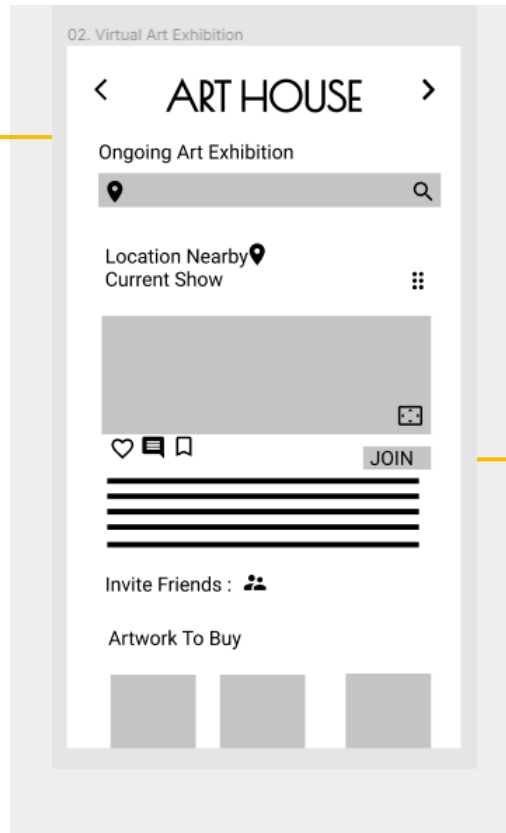 02. Virtual Art Exhibition
ART HOUSE
Ongoing Art Exhibition
Location Nearby
Current Show
JOIN
Invite Friends :
Artwork To Buy